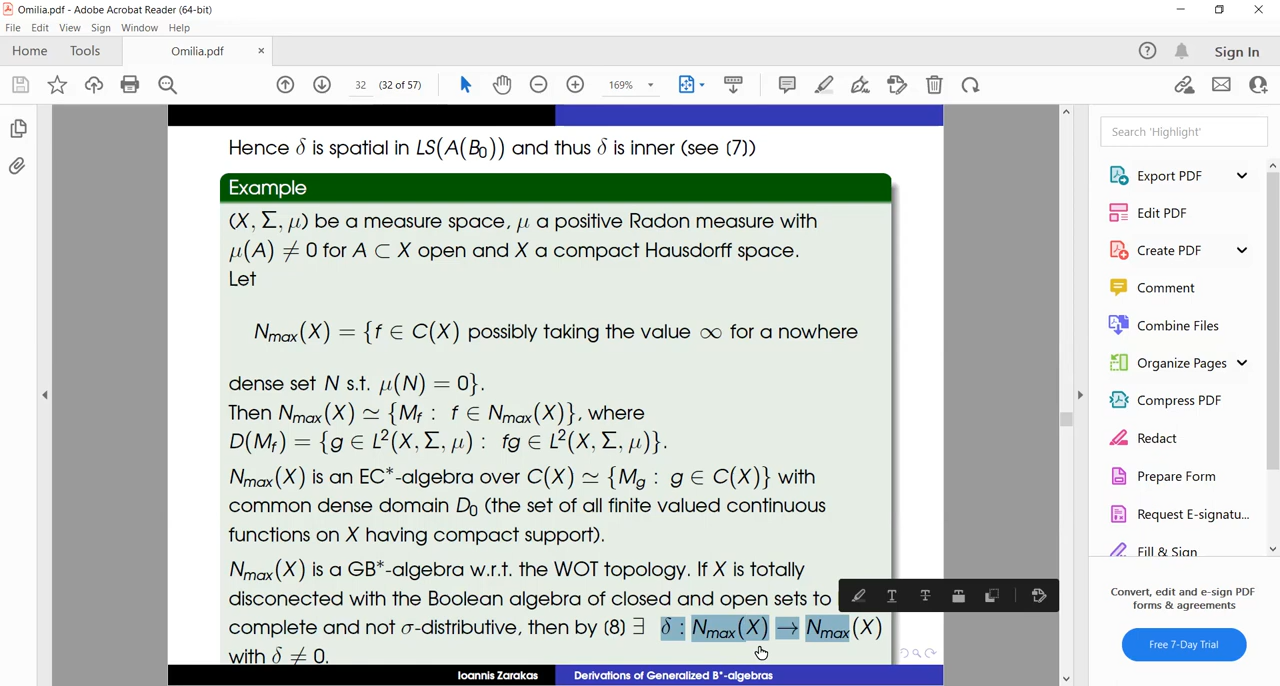 Omilia.pdf - Adobe Acrobat Reader (64-bit)
File Edit View Sign Window Help
Home Tools Omilia.pdf × Sign In
32 (32 of 57) 169%
Hence δ is spatial in LS(A(B₀)) and thus δ is inner (see (7))
Example
(X, Σ, μ) be a measure space, μ a positive Radon measure with
μ(A) ≠ 0 for A ⊂ X open and X a compact Hausdorff space.
Let
N_max(X) = {f ∈ C(X) possibly taking the value ∞ for a nowhere
dense set N s.t. μ(N) = 0}.
Then N_max(X) ≃ {M_f : f ∈ N_max(X)}, where
D(M_f) = {g ∈ L²(X, Σ, μ) : fg ∈ L²(X, Σ, μ)}.
N_max(X) is an EC*-algebra over C(X) ≃ {M_g : g ∈ C(X)} with
common dense domain D₀ (the set of all finite valued continuous
functions on X having compact support).
N_max(X) is a GB*-algebra w.r.t. the WOT topology. If X is totally
disconected with the Boolean algebra of closed and open sets to
complete and not σ-distributive, then by (8) ∃ δ : N_max(X) → N_max(X)
with δ ≠ 0.
Ioannis Zarakas Derivations of Generalized B*-algebras
Search 'Highlight'
Export PDF
Edit PDF
Create PDF
Comment
Combine Files
Organize Pages
Compress PDF
Redact
Prepare Form
Request E-signatu...
Fill & Sign
Convert, edit and e-sign PDF
forms & agreements
Free 7-Day Trial